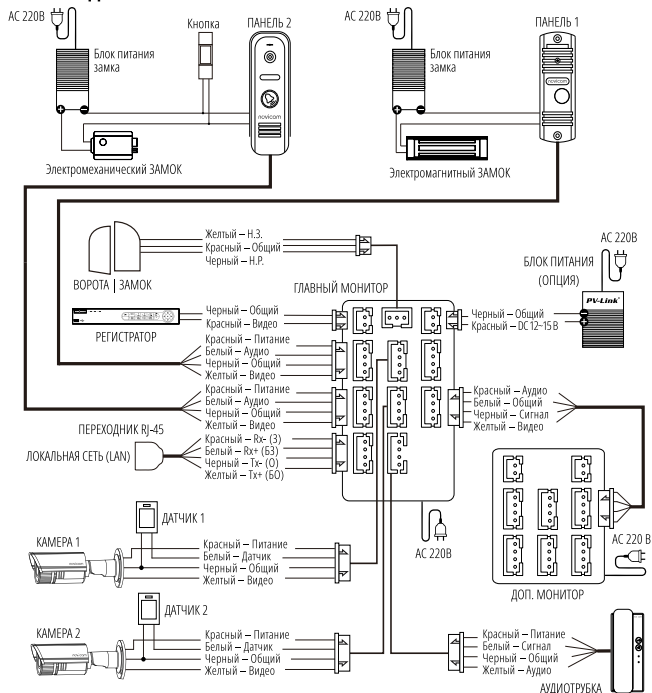 AC 220В
Блок питания
замка
Кнопка
ПАНЕЛЬ 2
novicam
Электромеханический ЗАМОК
AC 220В
Блок питания
замка
ПАНЕЛЬ 1
novicam
Электромагнитный ЗАМОК
ВОРОТА | ЗАМОК
Желтый – Н.З.
Красный – Общий
Черный – Н.Р.
ГЛАВНЫЙ МОНИТОР
БЛОК ПИТАНИЯ
(ОПЦИЯ)
AC 220В
PV-Link
РЕГИСТРАТОР
Черный – Общий
Красный – Видео
Черный – Общий
Красный – DC 12~15 В
Красный – Питание
Белый – Аудио
Черный – Общий
Желтый – Видео
Красный – Питание
Белый – Аудио
Черный – Общий
Желтый – Видео
Красный – Аудио
Белый – Общий
Черный – Сигнал
Желтый – Видео
ПЕРЕХОДНИК RJ-45
ЛОКАЛЬНАЯ СЕТЬ (LAN)
Красный – Rx- (З)
Белый – Rx+ (БЗ)
Черный – Tx- (О)
Желтый – Tx+ (БО)
AC 220В
AC 220 В
ДОП. МОНИТОР
ДАТЧИК 1
КАМЕРА 1
Красный – Питание
Белый – Датчик
Черный – Общий
Желтый – Видео
ДАТЧИК 2
КАМЕРА 2
novicam
Красный – Питание
Белый – Датчик
Черный – Общий
Желтый – Видео
Красный – Питание
Белый – Сигнал
Черный – Общий
Желтый – Аудио
АУДИОТРУБКА